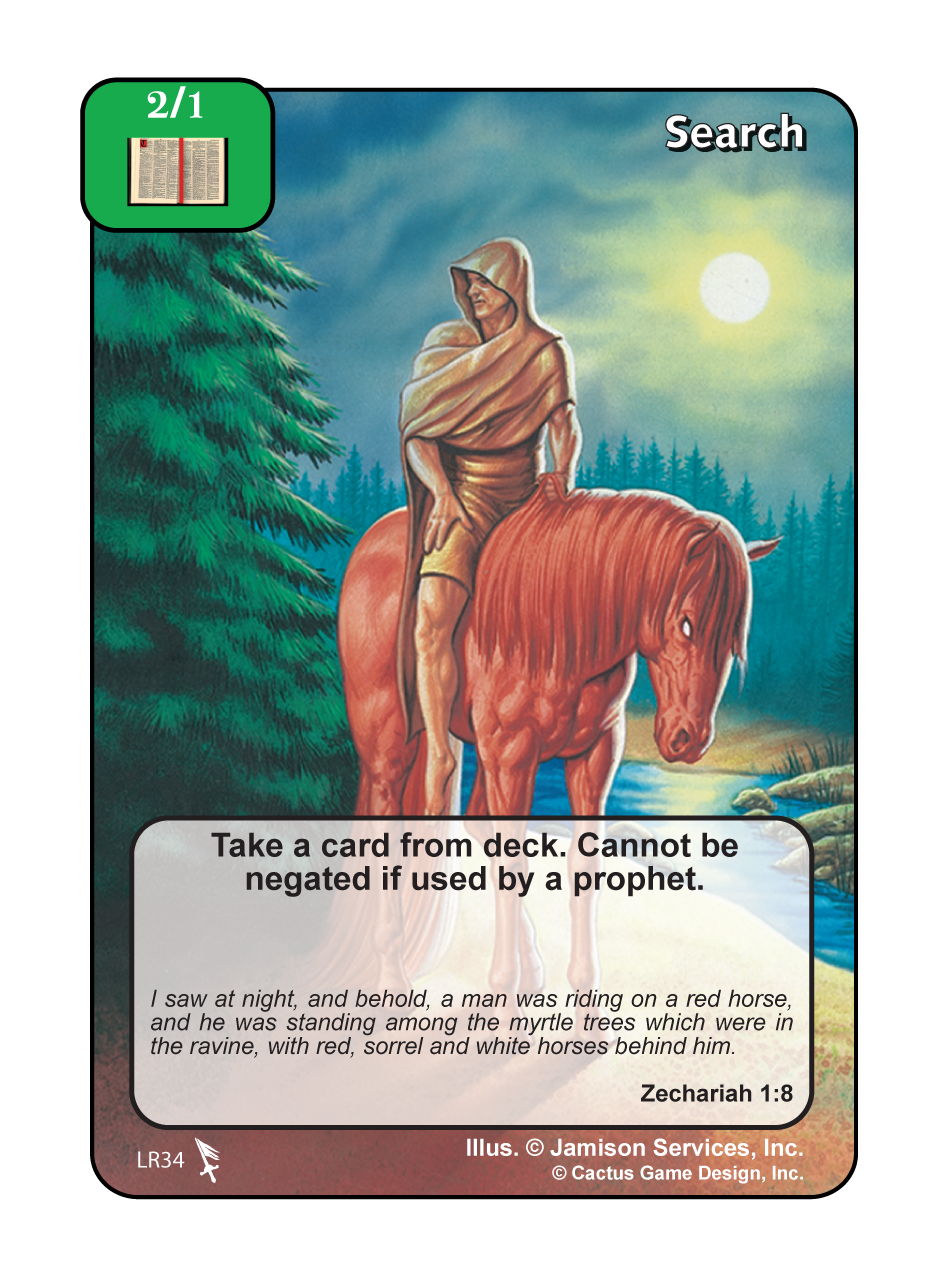 2/1
Search
Take a card from deck. Cannot be
negated if used by a prophet.
I saw at night, and behold, a man was riding on a red horse,
and he was standing among the myrtle trees which were in
the ravine, with red, sorrel and white horses behind him.
Zechariah 1:8
LR34
Illus. © Jamison Services, Inc.
© Cactus Game Design, Inc.